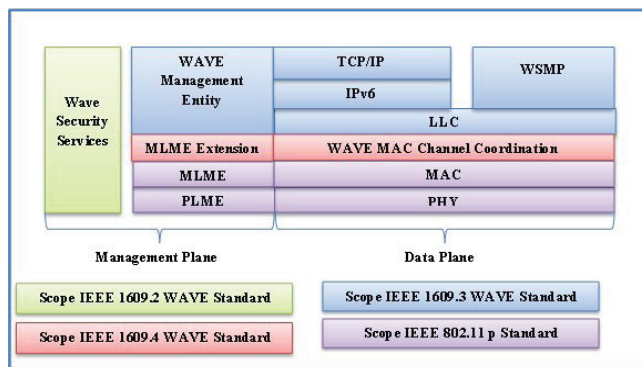 Wave
Security
Services
WAVE
Management
Entity
TCP/IP
IPv6
WSMP
LLC
MLME Extension
WAVE MAC Channel Coordination
MLME
MAC
PLME
PHY
Management Plane
Data Plane
Scope IEEE 1609.2 WAVE Standard
Scope IEEE 1609.3 WAVE Standard
Scope IEEE 1609.4 WAVE Standard
Scope IEEE 802.11 p Standard